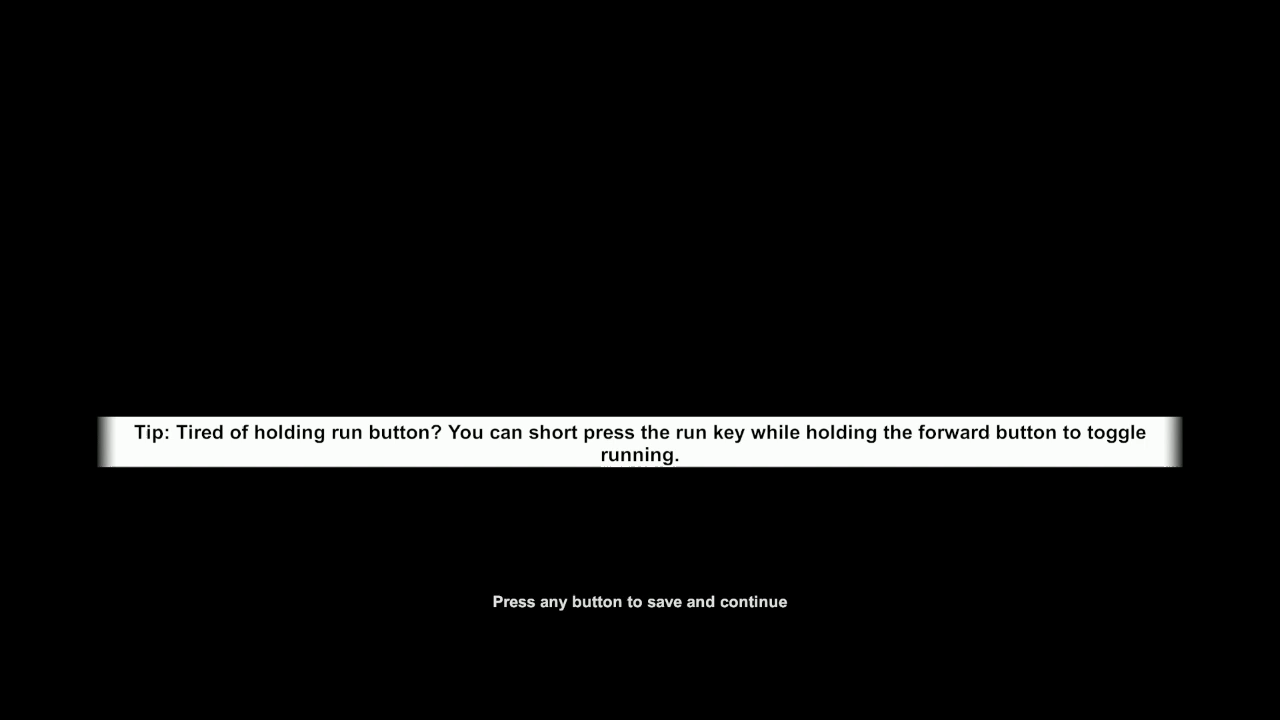 Tip: Tired of holding run button? You can short press the run key while holding the forward button to toggle
running.
Press any button to save and continue